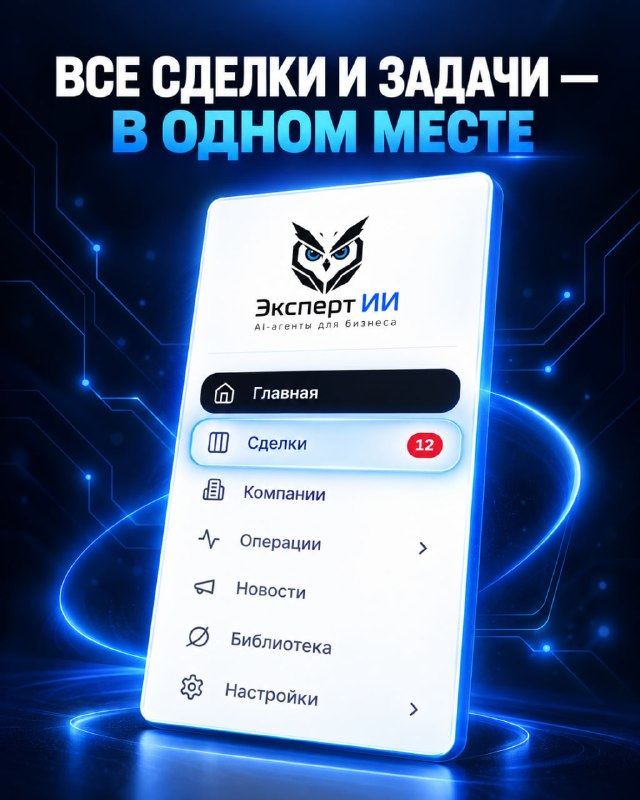 ВСЕ СДЕЛКИ И ЗАДАЧИ —
В ОДНОМ МЕСТЕ
Эксперт ИИ
AI-агенты для бизнеса
Главная
Сделки 12
Компании
Операции
Новости
Библиотека
Настройки